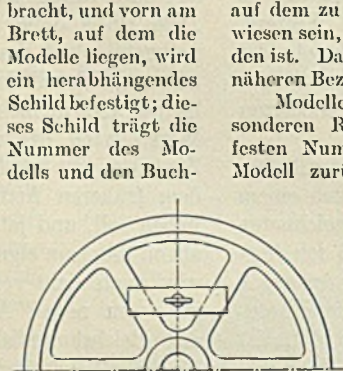 bracht, und vorn am
Brett, auf dem die
Modelle liegen, wird
ein herabhängendes
Schild befestigt; die-
ses Schild trägt die
Nummer des Mo-
dells und den Buch-
auf dem zu
wiesen sein,
den ist. Da
näheren Bez
Modelle
sonderen R
festen Num
Modell zuri